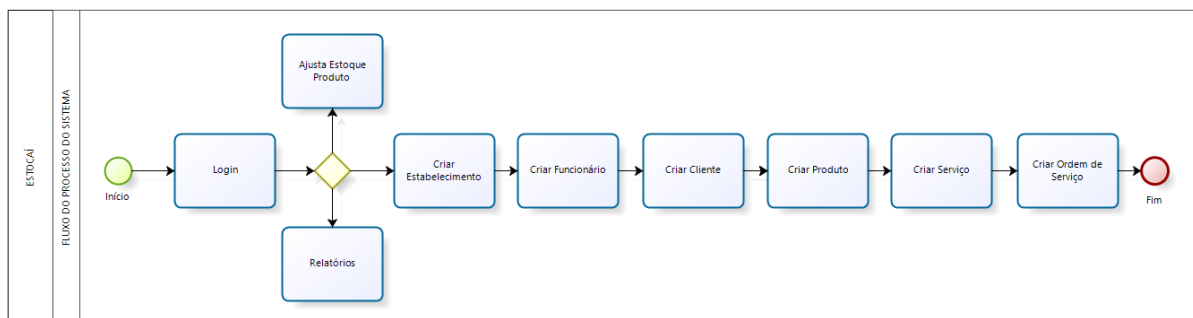 ESTOCAÍ
FLUXO DO PROCESSO DO SISTEMA
Início
Login
Ajusta Estoque
Produto
Relatórios
Criar
Estabelecimento
Criar Funcionário
Criar Cliente
Criar Produto
Criar Serviço
Criar Ordem de
Serviço
Fim